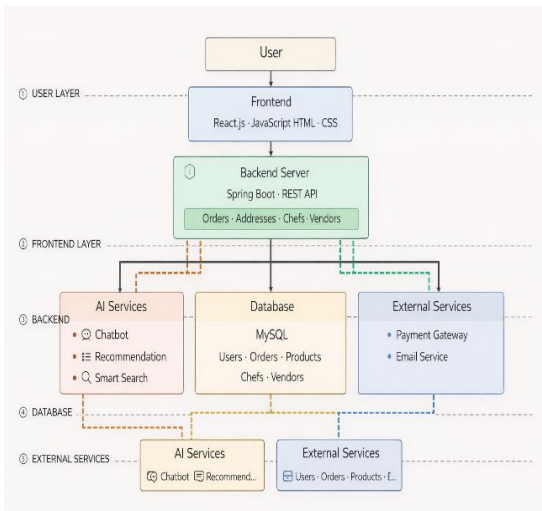 User
① USER LAYER
Frontend
React.js · JavaScript HTML · CSS
① Backend Server
Spring Boot · REST API
Orders · Addresses · Chefs · Vendors
② FRONTEND LAYER
AI Services
Chatbot
Recommendation
Smart Search
Database
MySQL
Users · Orders · Products
Chefs · Vendors
External Services
Payment Gateway
Email Service
③ BACKEND
④ DATABASE
⑤ EXTERNAL SERVICES
AI Services
Chatbot Recommend...
External Services
Users · Orders · Products · E...